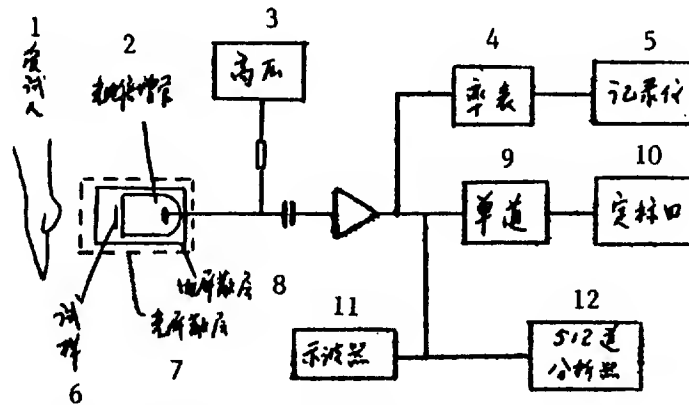 1
受试人
2
光电倍增管
3
高压
4
率表
5
记录仪
6
试样
7
光屏蔽层
8
电屏蔽层
9
单道
10
定标口
11
示波器
12
512道
分析器